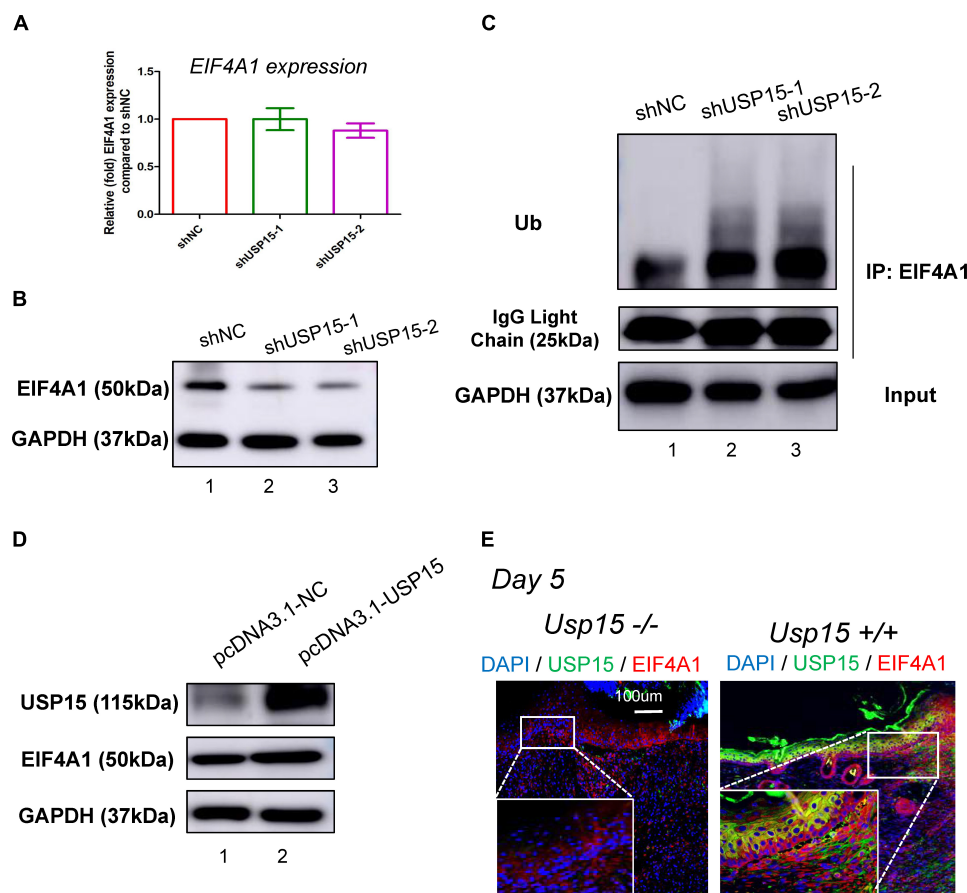 A
EIF4A1 expression
Relative (fold) EIF4A1 expression
compared to shNC
1.5
1.0
0.5
0.0
shNC
shUSP15-1
shUSP15-2
B
shNC
shUSP15-1
shUSP15-2
EIF4A1 (50kDa)
GAPDH (37kDa)
1 2 3
C
shNC
shUSP15-1
shUSP15-2
Ub
IP: EIF4A1
IgG Light
Chain (25kDa)
GAPDH (37kDa)
Input
1 2 3
D
pcDNA3.1-NC
pcDNA3.1-USP15
USP15 (115kDa)
EIF4A1 (50kDa)
GAPDH (37kDa)
1 2
E
Day 5
Usp15 -/-
DAPI / USP15 / EIF4A1
100um
Usp15 +/+
DAPI / USP15 / EIF4A1